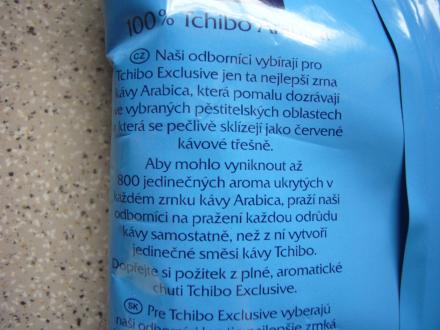 100% Tchibo
CZ Naši odborníci vybírají pro
Tchibo Exclusive jen ta nejlepší zrna
kávy Arabica, která pomalu dozrávají
ve vybraných pěstitelských oblastech
a která se pečlivě sklízejí jako červené
kávové třešně.
Aby mohlo vyniknout až
800 jedinečných aroma ukrytých v
každém zrnku kávy Arabica, praží naši
odborníci na pražení každou odrůdu
kávy samostatně, než z ní vytvoří
jedinečné směsi kávy Tchibo.
Dopřejte si požitek z plné, aromatické
chuti Tchibo Exclusive.
SK Pre Tchibo Exclusive vyberajú
naši nejlepšie zrnká